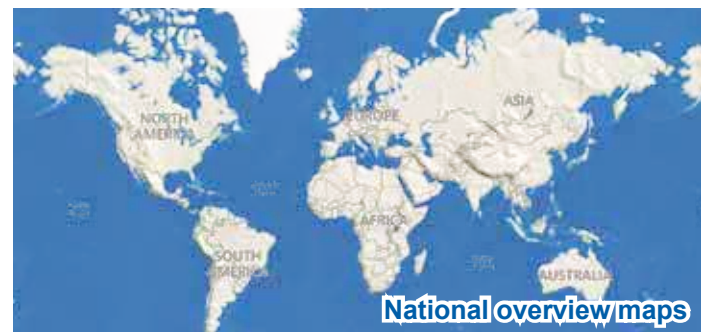 NORTH
AMERICA
EUROPE
ASIA
AFRICA
SOUTH
AMERICA
AUSTRALIA
National overview maps